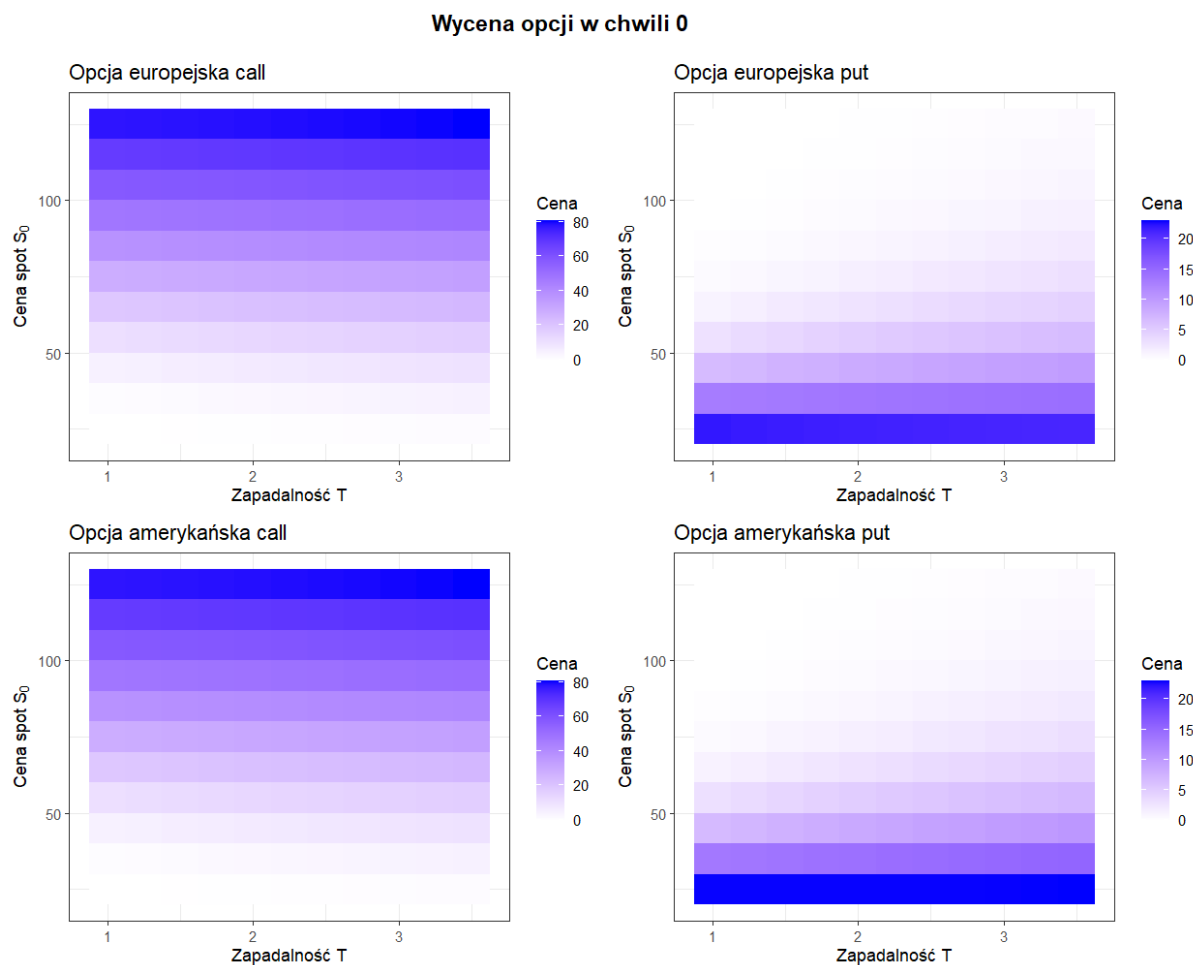 Wycena opcji w chwili 0
Opcja europejska call
Cena spot S0
100
50
1 2 3
Zapadalność T
Cena
80
60
40
20
0
Opcja europejska put
Cena spot S0
100
50
1 2 3
Zapadalność T
Cena
20
15
10
5
0
Opcja amerykańska call
Cena spot S0
100
50
1 2 3
Zapadalność T
Cena
80
60
40
20
0
Opcja amerykańska put
Cena spot S0
100
50
1 2 3
Zapadalność T
Cena
20
15
10
5
0